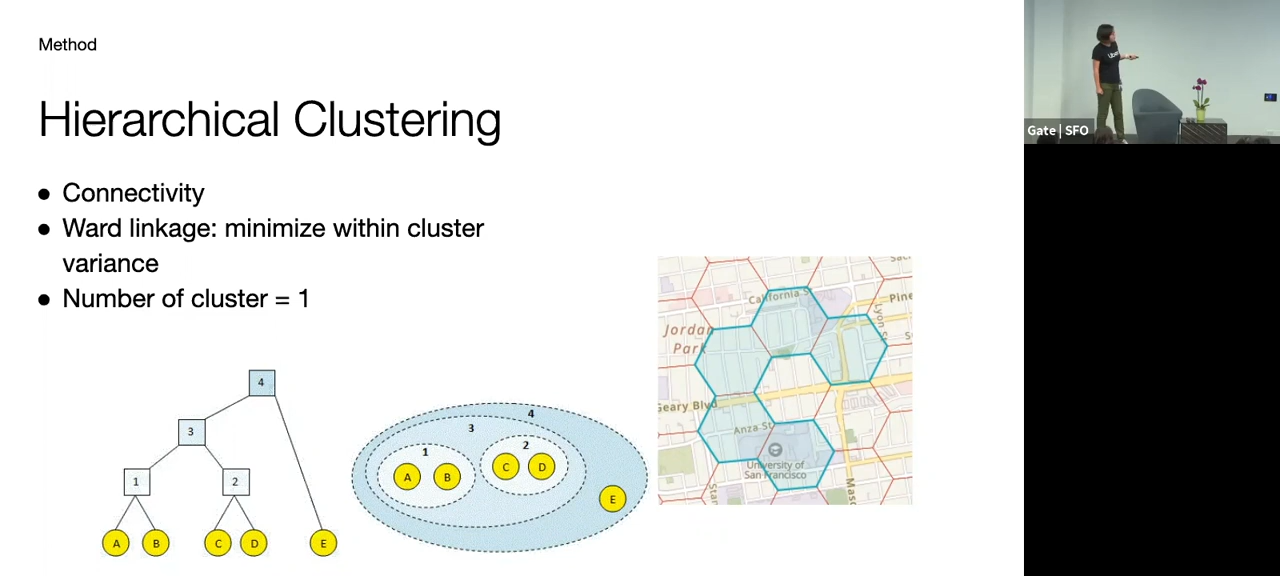 Method
Hierarchical Clustering
● Connectivity
● Ward linkage: minimize within cluster
variance
● Number of cluster = 1
4
3
1
2
A
B
C
D
E
4
3
1
2
A
B
C
D
E
California S
Pine
Lyon S
Jordan
Park
Geary Blvd
Anza St
University of
San Francisco
Gate | SFO